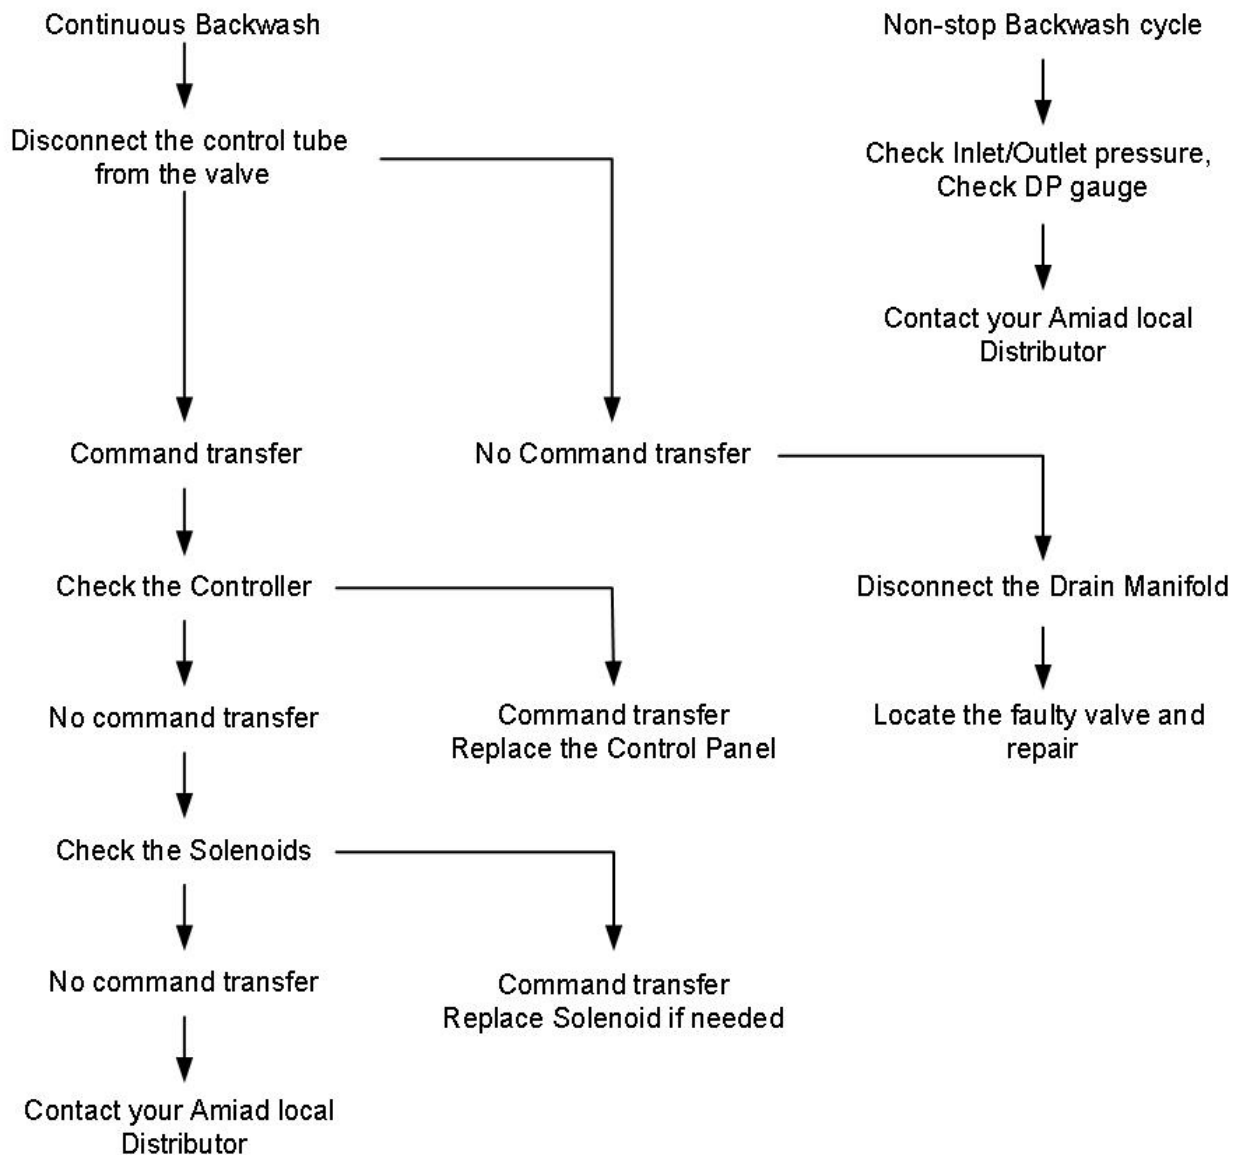 Continuous Backwash
Non-stop Backwash cycle
Disconnect the control tube
from the valve
Check Inlet/Outlet pressure,
Check DP gauge
Contact your Amiad local
Distributor
Command transfer
No Command transfer
Check the Controller
Disconnect the Drain Manifold
No command transfer
Command transfer
Replace the Control Panel
Locate the faulty valve and
repair
Check the Solenoids
No command transfer
Command transfer
Replace Solenoid if needed
Contact your Amiad local
Distributor